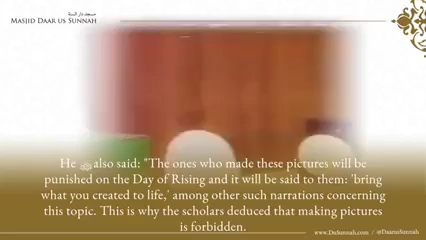 مسجد دار السنة
MASJID DAAR US SUNNAH
He ﷺ also said: "The ones who made these pictures will be
punished on the Day of Rising and it will be said to them: 'bring
what you created to life,' among other such narrations concerning
this topic. This is why the scholars deduced that making pictures
is forbidden.
www.DuSunnah.com / @DaarusSunnah